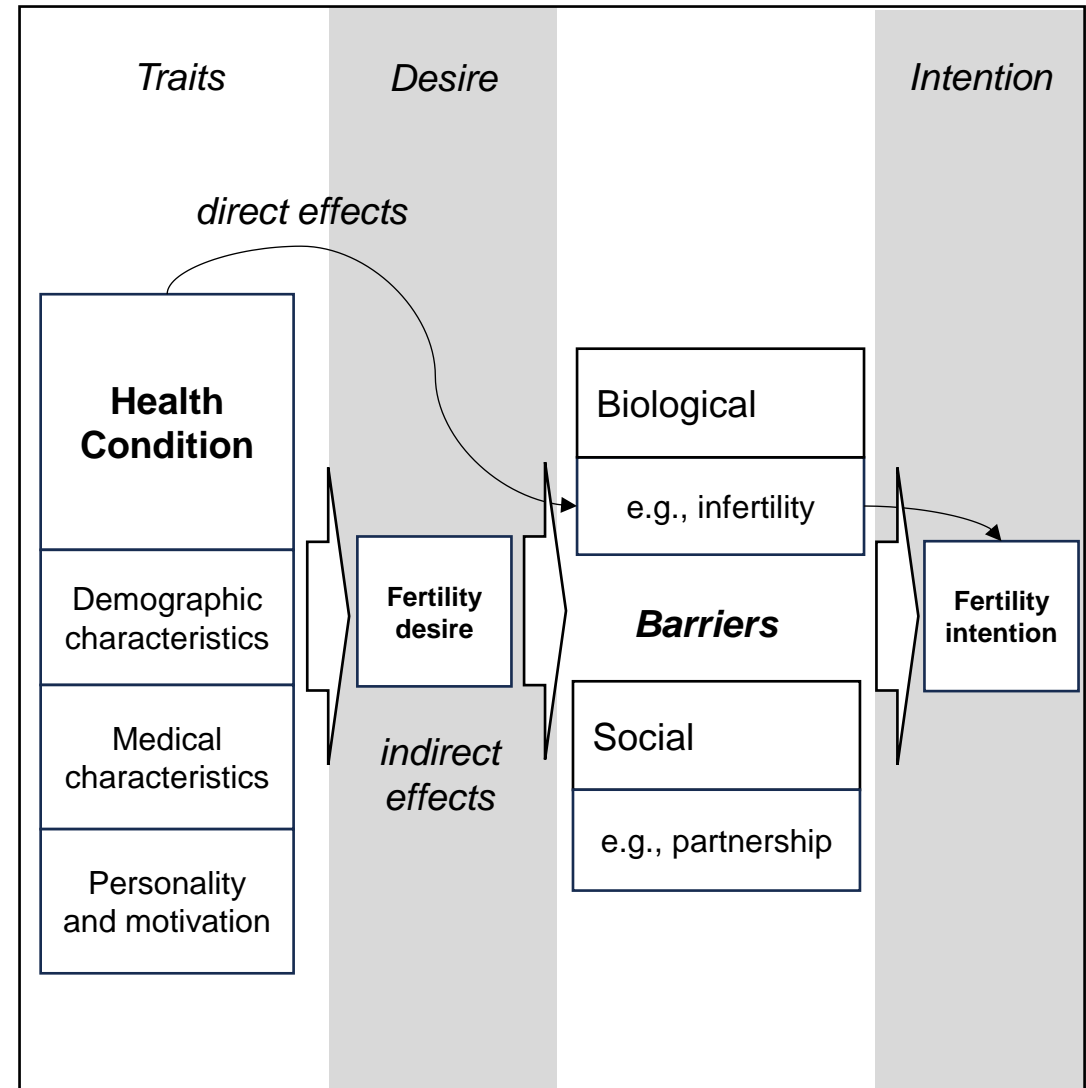 Traits
Desire
Intention
direct effects
Health
Condition
Demographic
characteristics
Medical
characteristics
Personality
and motivation
Fertility
desire
indirect
effects
Biological
e.g., infertility
Barriers
Social
e.g., partnership
Fertility
intention